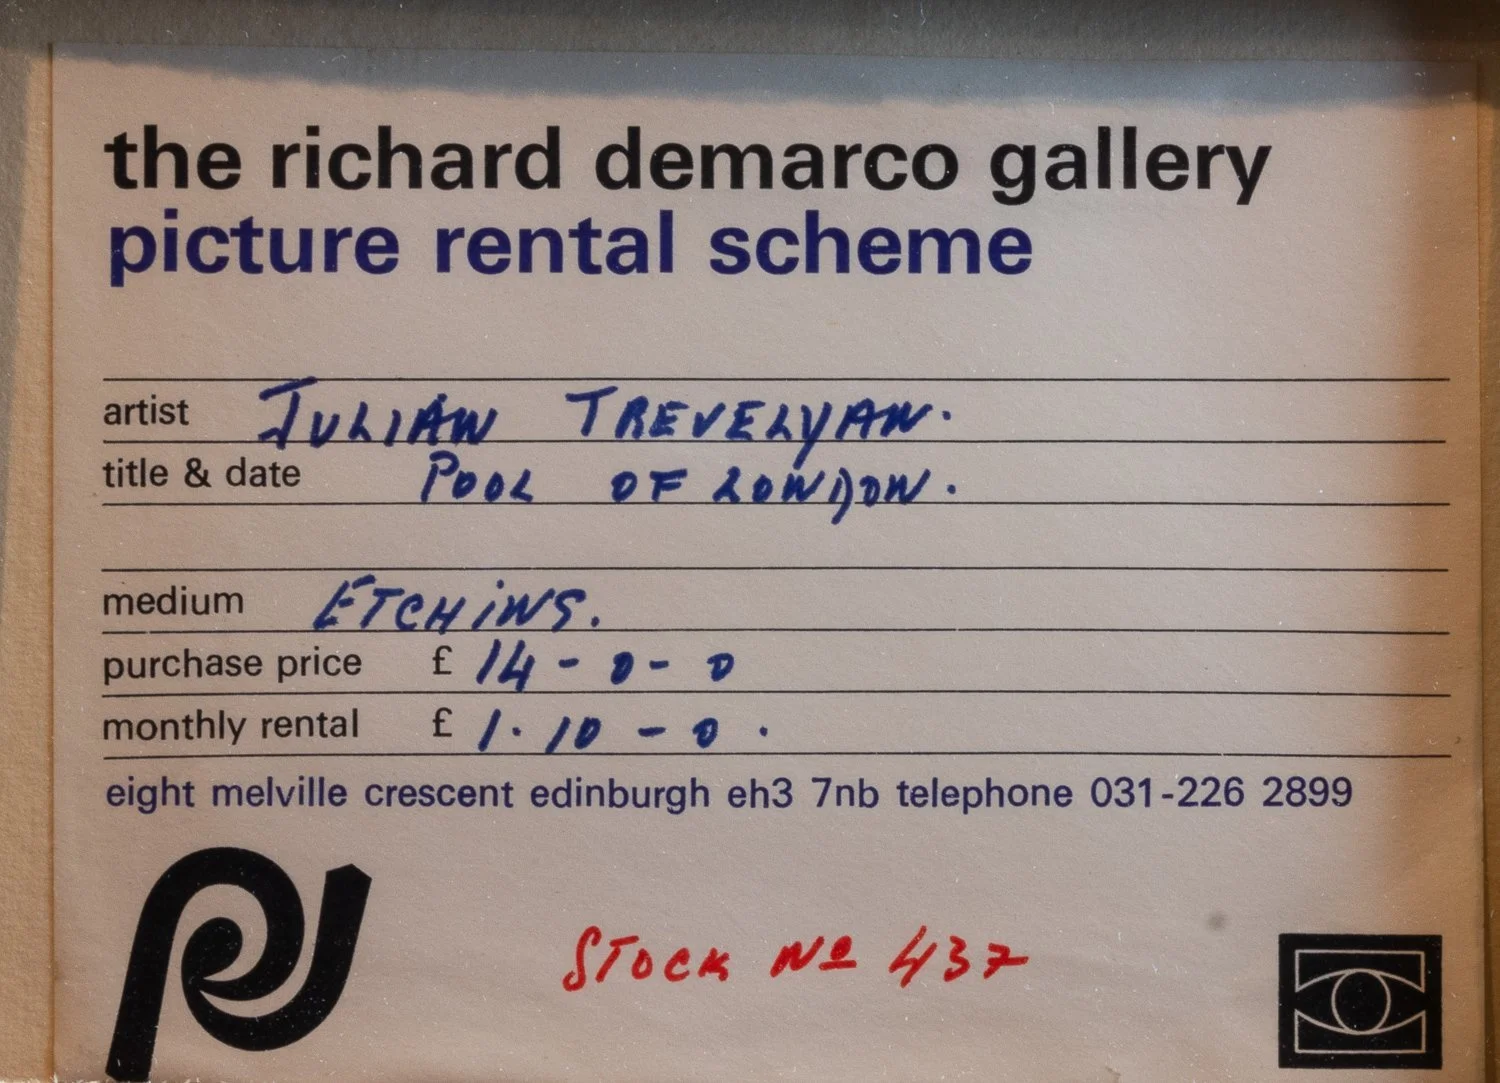 the richard demarco gallery
picture rental scheme
artist JULIAN TREVELYAN.
title & date POOL OF LONDON.
medium ETCHING.
purchase price £ 14-0-0
monthly rental £ 1.10-0.
eight melville crescent edinburgh eh3 7nb telephone 031-226 2899
STOCK No 437